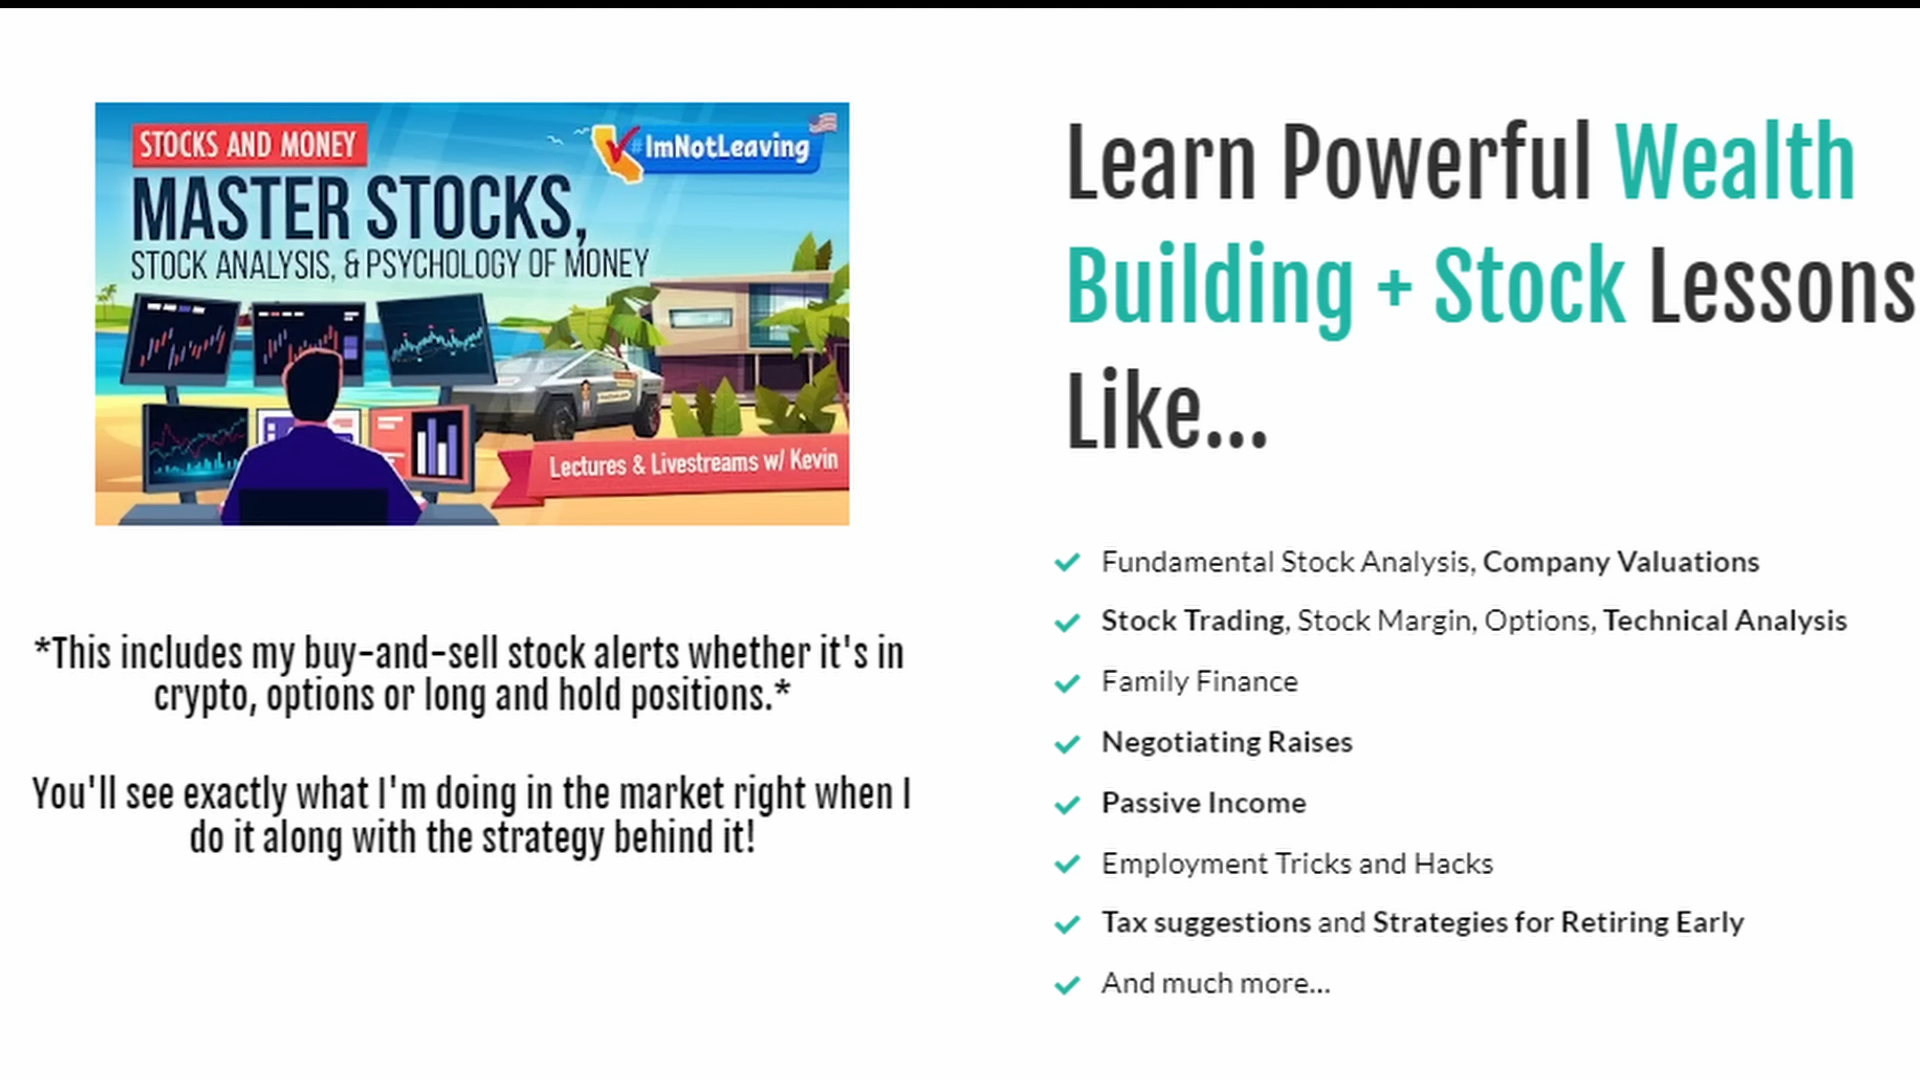 STOCKS AND MONEY
#ImNotLeaving
MASTER STOCKS,
STOCK ANALYSIS, & PSYCHOLOGY OF MONEY
Lectures & Livestreams w/ Kevin
*This includes my buy-and-sell stock alerts whether it's in
crypto, options or long and hold positions.*
You'll see exactly what I'm doing in the market right when I
do it along with the strategy behind it!
Learn Powerful Wealth
Building + Stock Lessons
Like...
Fundamental Stock Analysis, Company Valuations
Stock Trading, Stock Margin, Options, Technical Analysis
Family Finance
Negotiating Raises
Passive Income
Employment Tricks and Hacks
Tax suggestions and Strategies for Retiring Early
And much more...